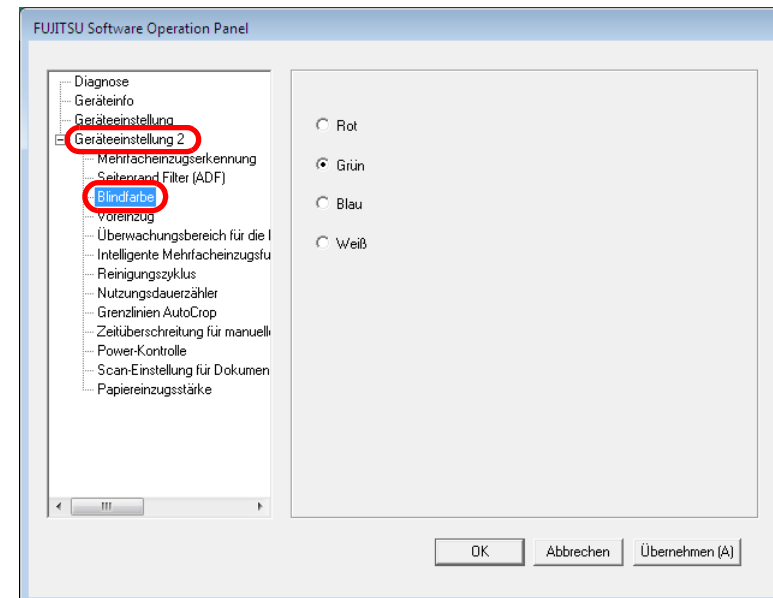 FUJITSU Software Operation Panel
Diagnose
Geräteinfo
Geräteeinstellung
Geräteeinstellung 2
Mehrfacheinzugserkennung
Seitenrand Filter (ADF)
Blindfarbe
Voreinzug
Überwachungsbereich für die
Intelligente Mehrfacheinzugsfu
Reinigungszyklus
Nutzungsdauerzähler
Grenzlinien AutoCrop
Zeitüberschreitung für manuell
Power-Kontrolle
Scan-Einstellung für Dokumen
Papiereinzugsstärke
Rot
Grün
Blau
Weiß
OK Abbrechen Übernehmen (A)